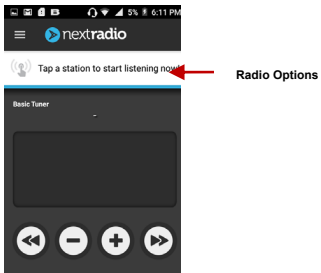 5% 6:11 PM
nextradio
Tap a station to start listening now!
Radio Options
Basic Tuner
-